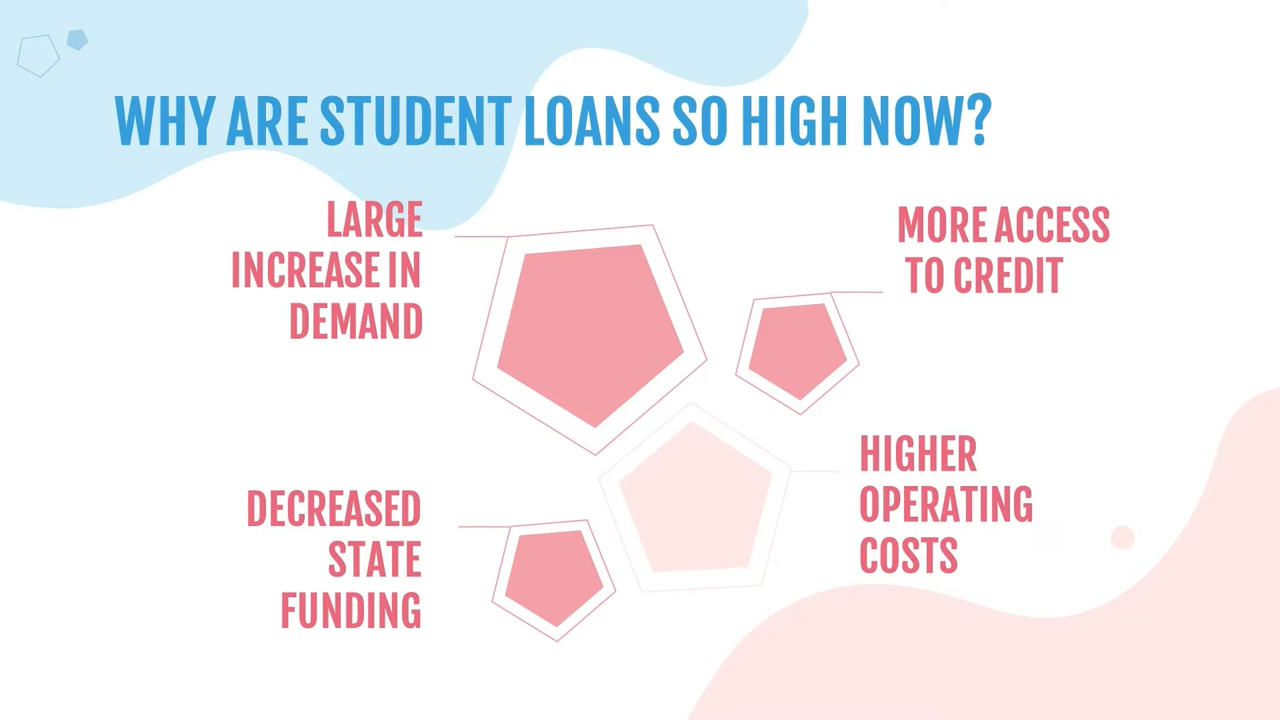 WHY ARE STUDENT LOANS SO HIGH NOW?
LARGE
INCREASE IN
DEMAND
MORE ACCESS
TO CREDIT
DECREASED
STATE
FUNDING
HIGHER
OPERATING
COSTS